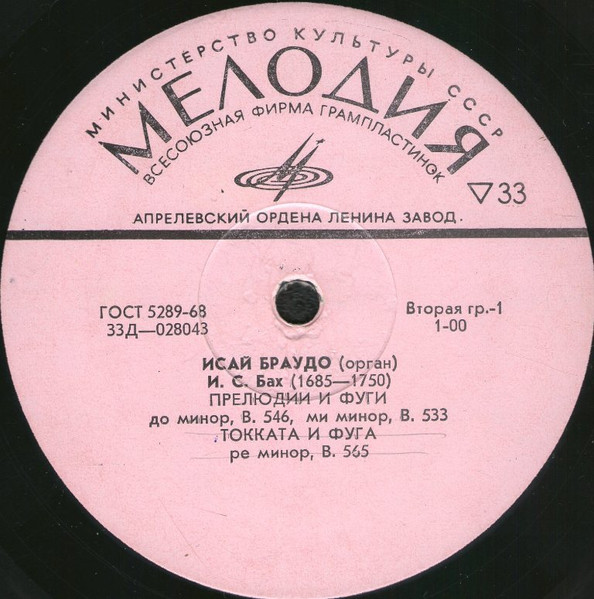 МИНИСТЕРСТВО КУЛЬТУРЫ СССР
МЕЛОДИЯ
ВСЕСОЮЗНАЯ ФИРМА ГРАМПЛАСТИНОК
▽33
АПРЕЛЕВСКИЙ ОРДЕНА ЛЕНИНА ЗАВОД.
ГОСТ 5289-68
33Д—028043
Вторая гр.-1
1-00
ИСАЙ БРАУДО (орган)
И. С. Бах (1685—1750)
ПРЕЛЮДИИ И ФУГИ
до минор, В. 546, ми минор, В. 533
ТОККАТА И ФУГА
ре минор, В. 565